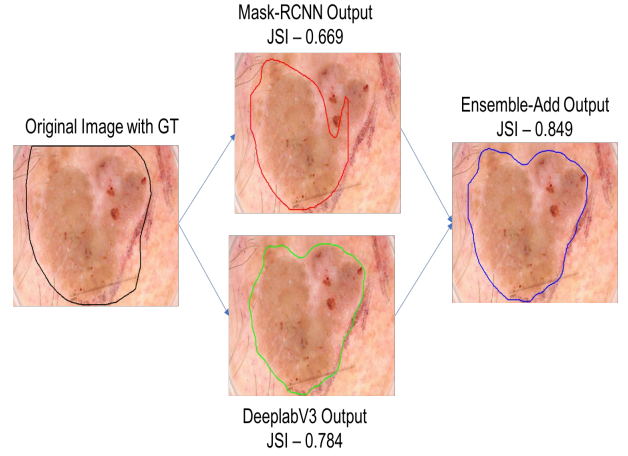 Mask-RCNN Output
JSI – 0.669
Original Image with GT
Ensemble-Add Output
JSI – 0.849
DeeplabV3 Output
JSI – 0.784